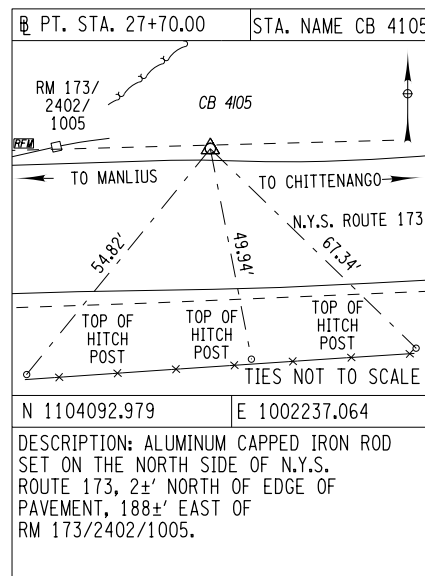 PT. STA. 27+70.00
STA. NAME CB 4105
RM 173/
2402/
1005
CB 4105
TO MANLIUS
TO CHITTENANGO
N.Y.S. ROUTE 173
54.82'
49.94'
67.34'
TOP OF
HITCH
POST
TOP OF
HITCH
POST
TOP OF
HITCH
POST
TIES NOT TO SCALE
N 1104092.979
E 1002237.064
DESCRIPTION: ALUMINUM CAPPED IRON ROD
SET ON THE NORTH SIDE OF N.Y.S.
ROUTE 173, 2±' NORTH OF EDGE OF
PAVEMENT, 188±' EAST OF
RM 173/2402/1005.